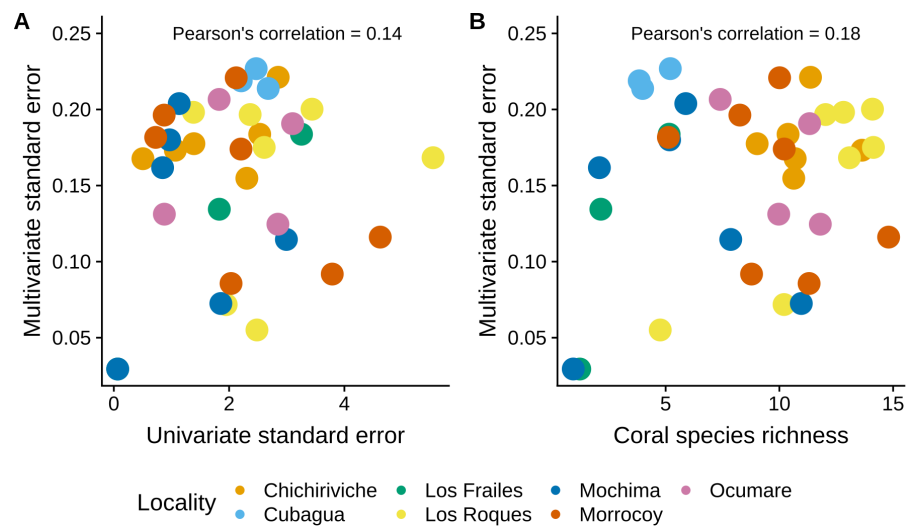 A
Pearson's correlation = 0.14
Multivariate standard error
0.25
0.20
0.15
0.10
0.05
0 2 4
Univariate standard error
B
Pearson's correlation = 0.18
Multivariate standard error
0.25
0.20
0.15
0.10
0.05
5 10 15
Coral species richness
Locality
Chichiriviche Los Frailes Mochima Ocumare
Cubagua Los Roques Morrocoy